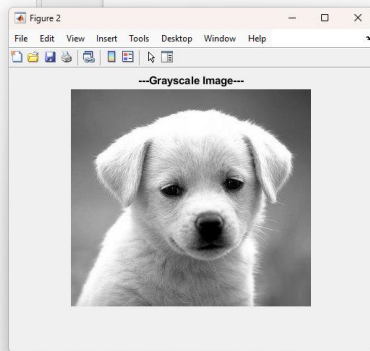 Figure 2
File Edit View Insert Tools Desktop Window Help
---Grayscale Image---